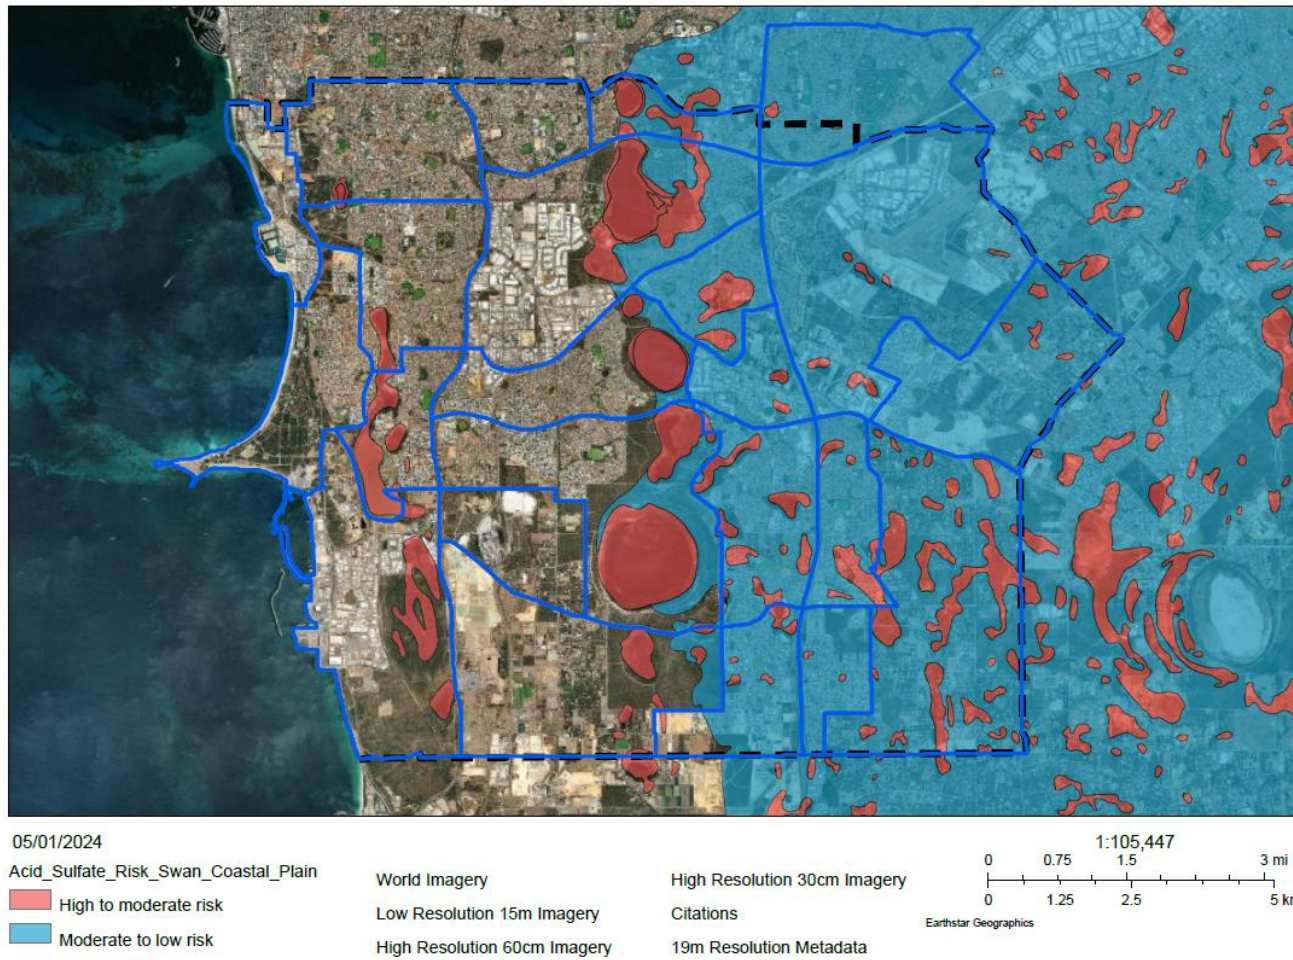 05/01/2024
Acid_Sulfate_Risk_Swan_Coastal_Plain
High to moderate risk
Moderate to low risk
World Imagery
Low Resolution 15m Imagery
High Resolution 60cm Imagery
High Resolution 30cm Imagery
Citations
19m Resolution Metadata
1:105,447
0 0.75 1.5 3 mi
0 1.25 2.5 5 km
Earthstar Geographics